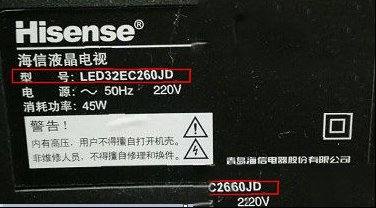 Hisense®
海信液晶电视
型 号: LED32EC260JD
电 源: ～ 50Hz 220V
消耗功率: 45W
警告!
内有高压，用户不得擅自打开机壳。
非维修人员，不得擅自修理和换件。
青岛海信电器股份有限公司
C2660JD
2220V